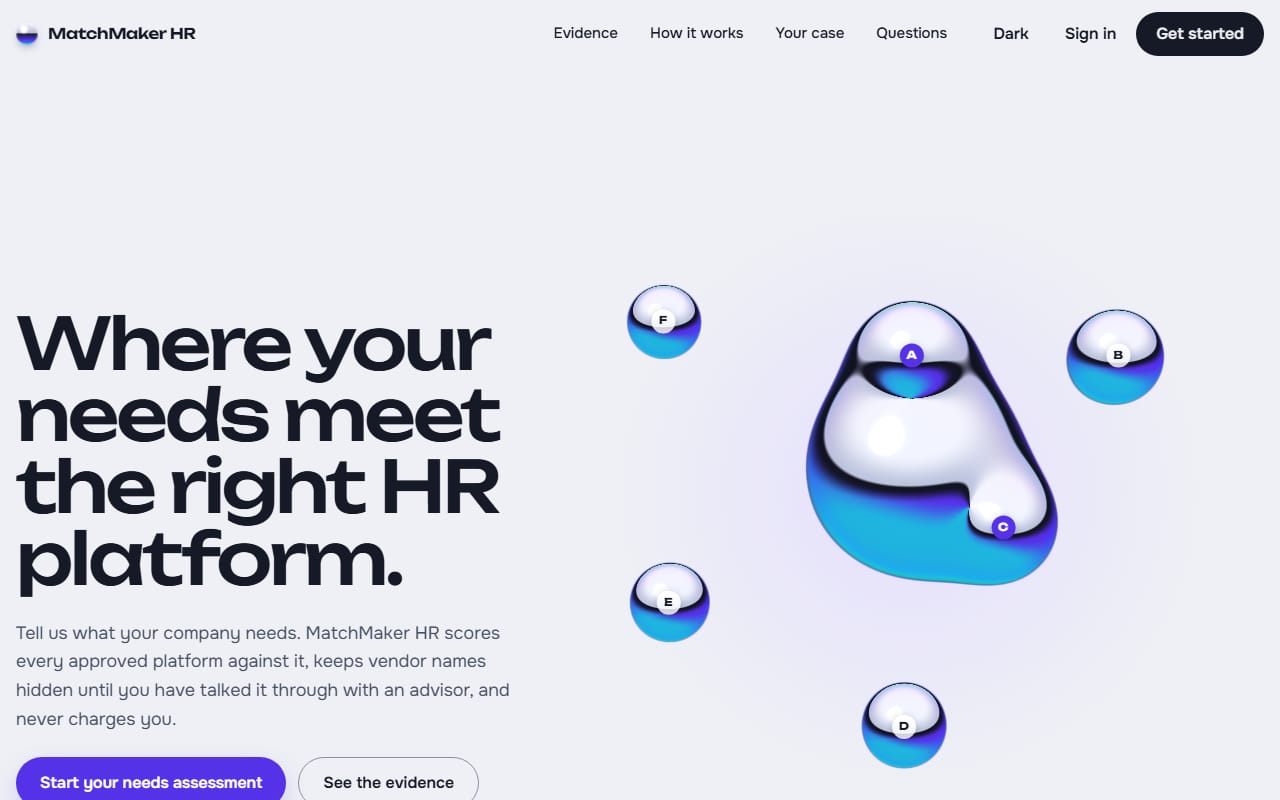 MatchMaker HR
Evidence
How it works
Your case
Questions
Dark
Sign in
Get started
Where your
needs meet
the right HR
platform.
Tell us what your company needs. MatchMaker HR scores
every approved platform against it, keeps vendor names
hidden until you have talked it through with an advisor, and
never charges you.
Start your needs assessment
See the evidence
F
A
B
C
E
D